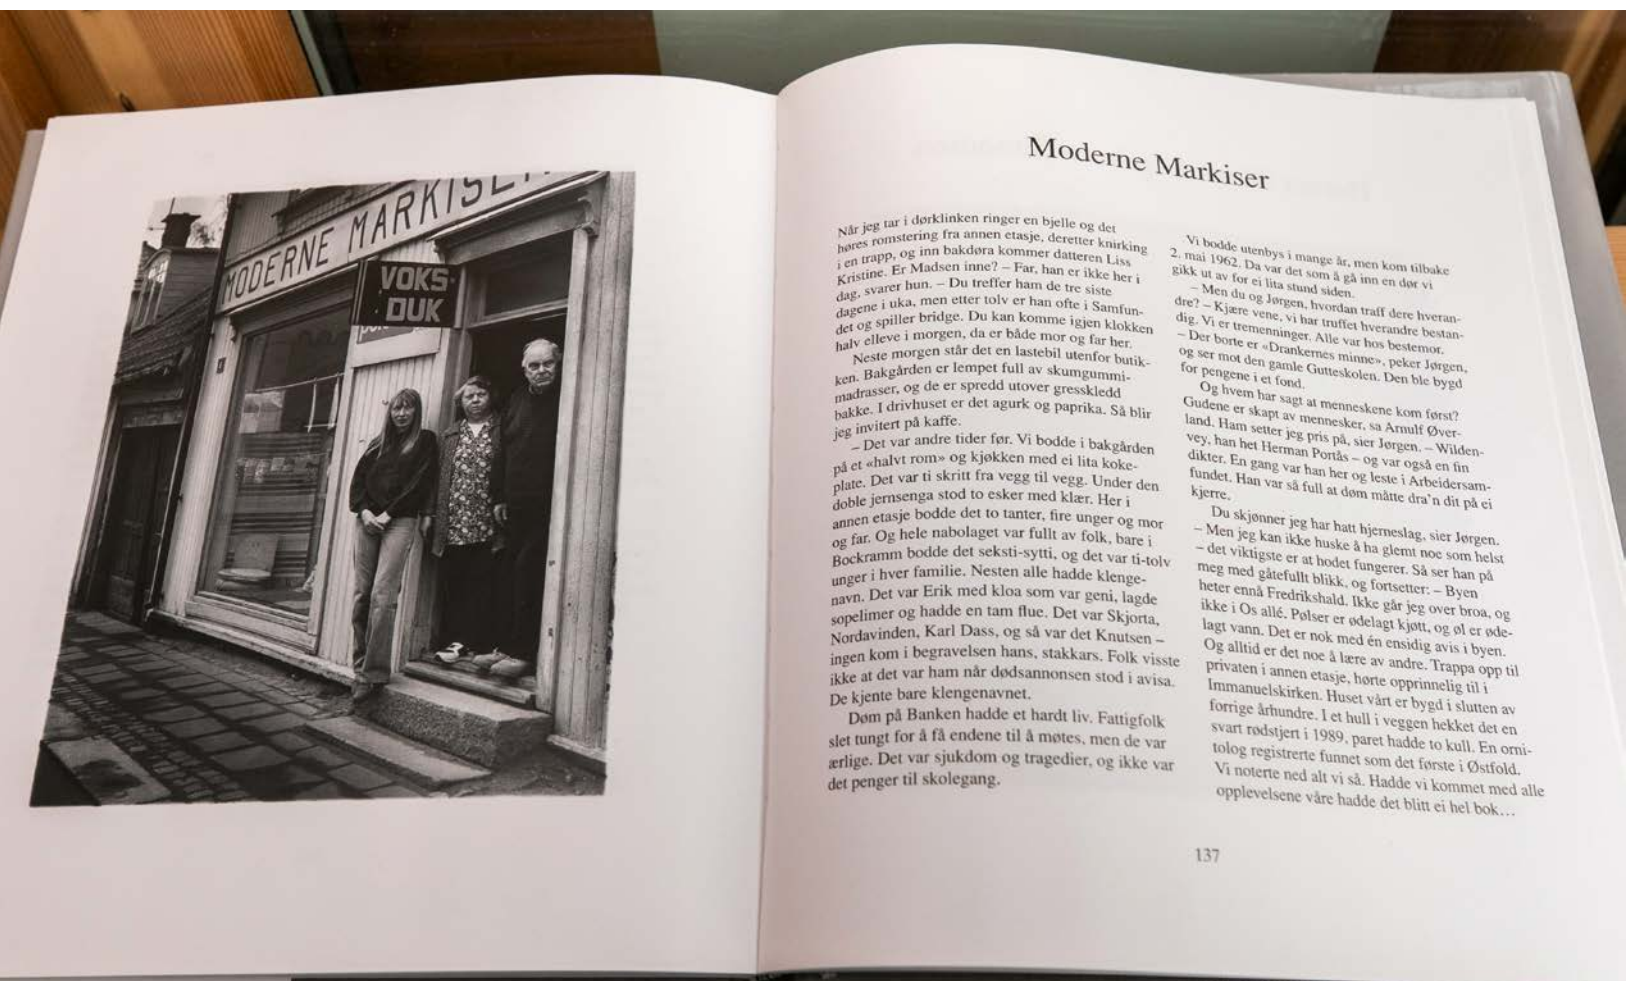 MODERNE MARKISER
VOKS-
DUK
Moderne Markiser
Når jeg tar i dørklinken ringer en bjelle og det
høres romstering fra annen etasje, deretter knirking
i en trapp, og inn bakdøra kommer datteren Liss
Kristine. Er Madsen inne? – Far, han er ikke her i
dag, svarer hun. – Du treffer ham de tre siste
dagene i uka, men etter tolv er han ofte i Samfun-
det og spiller bridge. Du kan komme igjen klokken
halv elleve i morgen, da er både mor og far her.
Neste morgen står det en lastebil utenfor butik-
ken. Bakgården er lempet full av skumgummi-
madrasser, og de er spredd utover gresskledd
bakke. I drivhuset er det agurk og paprika. Så blir
jeg invitert på kaffe.
– Det var andre tider før. Vi bodde i bakgården
på et «halvt rom» og kjøkken med ei lita koke-
plate. Det var ti skritt fra vegg til vegg. Under den
doble jernsenga stod to esker med klær. Her i
annen etasje bodde det to tanter, fire unger og mor
og far. Og hele nabolaget var fullt av folk, bare i
Bockramm bodde det seksti-sytti, og det var ti-tolv
unger i hver familie. Nesten alle hadde klenge-
navn. Det var Erik med kloa som var geni, lagde
sopelimer og hadde en tam flue. Det var Skjorta,
Nordavinden, Karl Dass, og så var det Knutsen –
ingen kom i begravelsen hans, stakkars. Folk visste
ikke at det var ham når dødsannonsen stod i avisa.
De kjente bare klengenavnet.
Døm på Banken hadde et hardt liv. Fattigfolk
slet tungt for å få endene til å møtes, men de var
ærlige. Det var sjukdom og tragedier, og ikke var
det penger til skolegang.
Vi bodde utenbys i mange år, men kom tilbake
2. mai 1962. Da var det som å gå inn en dør vi
gikk ut av for ei lita stund siden.
– Men du og Jørgen, hvordan traff dere hveran-
dre? – Kjære vene, vi har truffet hverandre bestan-
dig. Vi er tremenninger. Alle var hos bestemor.
– Der borte er «Drankernes minne», peker Jørgen,
og ser mot den gamle Gutteskolen. Den ble bygd
for pengene i et fond.
Og hvem har sagt at menneskene kom først?
Gudene er skapt av mennesker, sa Arnulf Øver-
land. Ham setter jeg pris på, sier Jørgen. – Wilden-
vey, han het Herman Portås – og var også en fin
dikter. En gang var han her og leste i Arbeidersam-
fundet. Han var så full at døm måtte dra'n dit på ei
kjerre.
Du skjønner jeg har hatt hjerneslag, sier Jørgen.
– Men jeg kan ikke huske å ha glemt noe som helst
– det viktigste er at hodet fungerer. Så ser han på
meg med gåtefullt blikk, og fortsetter: – Byen
heter ennå Fredrikshald. Ikke går jeg over broa, og
ikke i Os allé. Pølser er ødelagt kjøtt, og øl er øde-
lagt vann. Det er nok med én ensidig avis i byen.
Og alltid er det noe å lære av andre. Trappa opp til
privaten i annen etasje, hørte opprinnelig til i
Immanuelskirken. Huset vårt er bygd i slutten av
forrige århundre. I et hull i veggen hekket det en
svart rødstjert i 1989, paret hadde to kull. En orni-
tolog registrerte funnet som det første i Østfold.
Vi noterte ned alt vi så. Hadde vi kommet med alle
opplevelsene våre hadde det blitt ei hel bok…
137